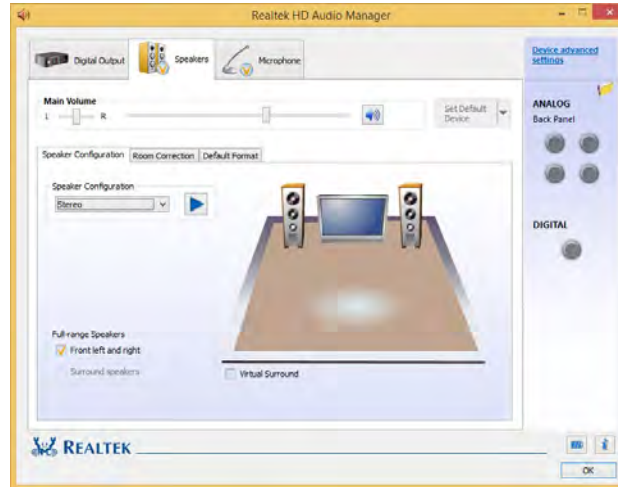 Realtek HD Audio Manager
Digital Output
Speakers
Microphone
Device advanced
settings
Main Volume
L
R
Set Default
Device
ANALOG
Back Panel
Speaker Configuration
Room Correction
Default Format
Speaker Configuration
Stereo
DIGITAL
Full-range Speakers
Front left and right
Surround speakers
Virtual Surround
REALTEK
OK